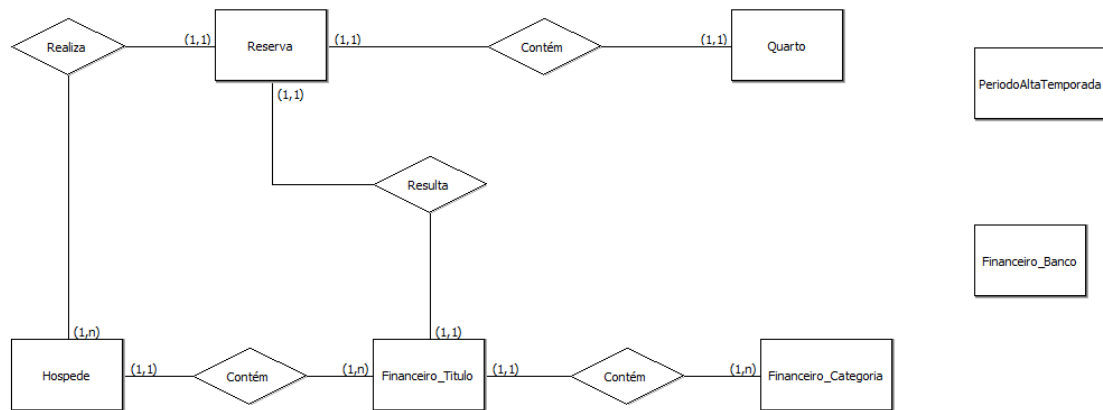 Realiza
(1,1)
Reserva
(1,1)
Contém
(1,1)
Quarto
PeriodoAltaTemporada
(1,1)
Resulta
Financeiro_Banco
(1,n)
(1,1)
Hospede
(1,1)
Contém
(1,n)
Financeiro_Titulo
(1,1)
Contém
(1,n)
Financeiro_Categoria